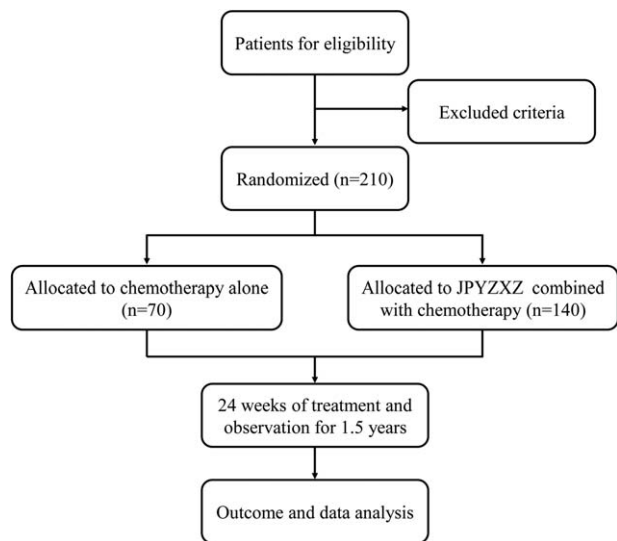 Patients for eligibility
Excluded criteria
Randomized (n=210)
Allocated to chemotherapy alone
(n=70)
Allocated to JPYZXZ combined
with chemotherapy (n=140)
24 weeks of treatment and
observation for 1.5 years
Outcome and data analysis